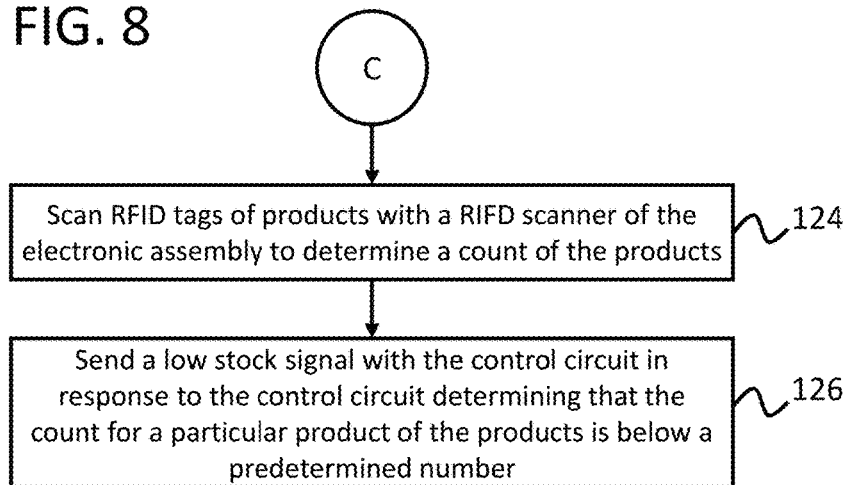 FIG. 8
C
Scan RFID tags of products with a RIFD scanner of the
electronic assembly to determine a count of the products
124
Send a low stock signal with the control circuit in
response to the control circuit determining that the
count for a particular product of the products is below a
predetermined number
126